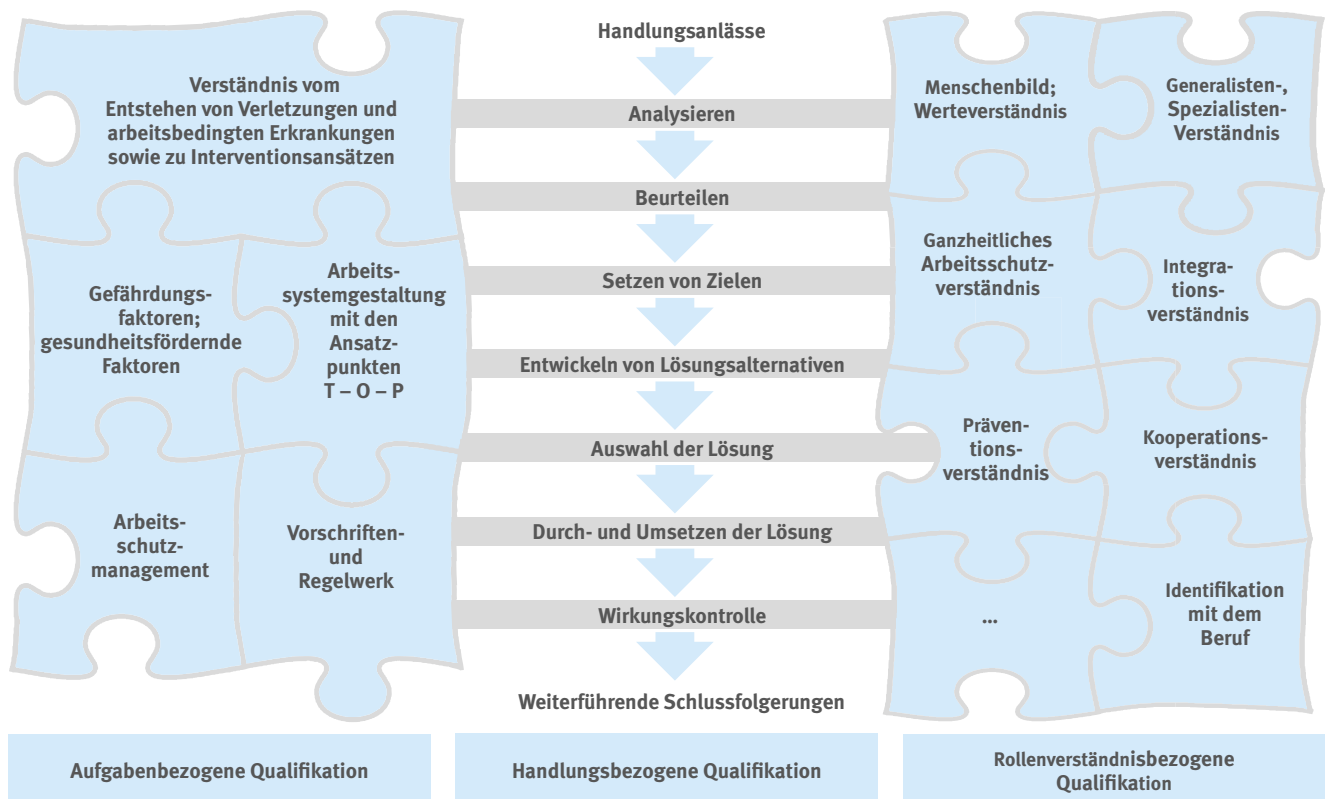 Verständnis vom
Entstehen von Verletzungen und
arbeitsbedingten Erkrankungen
sowie zu Interventionsansätzen
Gefährdungs-
faktoren;
gesundheitsfördernde
Faktoren
Arbeits-
systemgestaltung
mit den
Ansatz-
punkten
T – O – P
Arbeits-
schutz-
management
Vorschriften-
und
Regelwerk
Handlungsanlässe
Analysieren
Beurteilen
Setzen von Zielen
Entwickeln von Lösungsalternativen
Auswahl der Lösung
Durch- und Umsetzen der Lösung
Wirkungskontrolle
Weiterführende Schlussfolgerungen
Menschenbild;
Werteverständnis
Generalisten-,
Spezialisten-
Verständnis
Ganzheitliches
Arbeitsschutz-
verständnis
Integra-
tions-
verständnis
Präven-
tions-
verständnis
Kooperations-
verständnis
...
Identifikation
mit dem
Beruf
Aufgabenbezogene Qualifikation
Handlungsbezogene Qualifikation
Rollenverständnisbezogene
Qualifikation